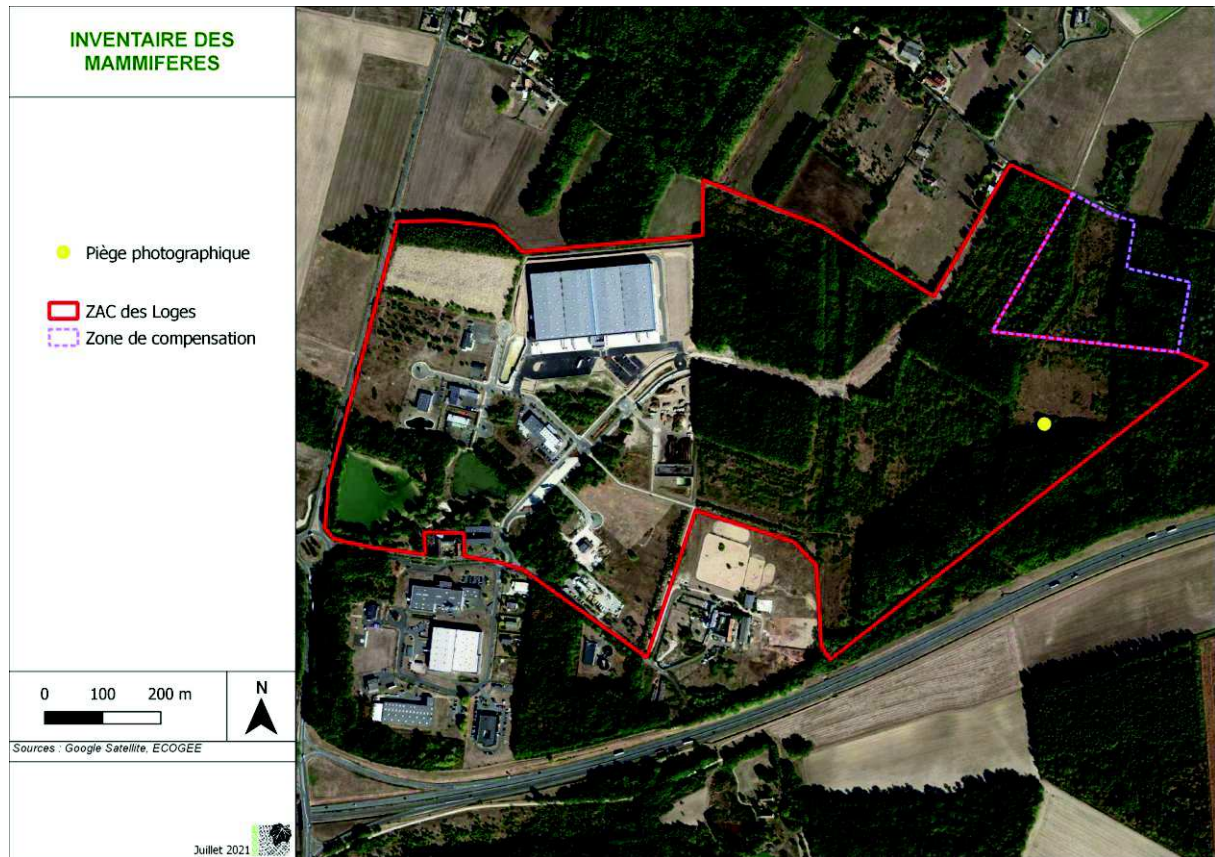 INVENTAIRE DES
MAMMIFERES
Piège photographique
ZAC des Loges
Zone de compensation
0 100 200 m
N
Sources : Google Satellite, ECOGEE
Juillet 2021